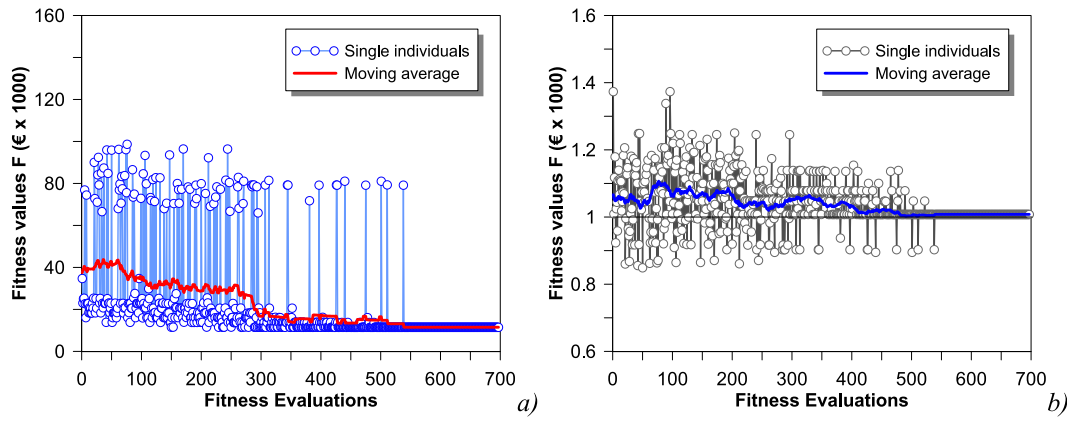 160
120
80
40
0
Fitness values F (€ x 1000)
Single individuals
Moving average
0 100 200 300 400 500 600 700
Fitness Evaluations
a)
1.6
1.4
1.2
1
0.8
0.6
Fitness values F (€ x 1000)
Single individuals
Moving average
0 100 200 300 400 500 600 700
Fitness Evaluations
b)